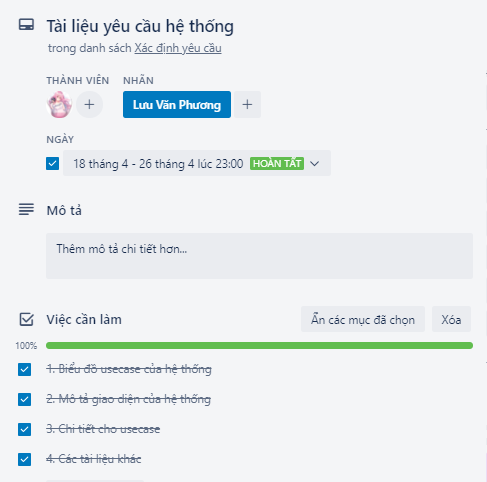 Tài liệu yêu cầu hệ thống
trong danh sách Xác định yêu cầu
THÀNH VIÊN NHÃN
Lưu Văn Phương
NGÀY
18 tháng 4 - 26 tháng 4 lúc 23:00 HOÀN TẤT
Mô tả
Thêm mô tả chi tiết hơn...
Việc cần làm Ẩn các mục đã chọn Xóa
100%
1. Biểu đồ usecase của hệ thống
2. Mô tả giao diện của hệ thống
3. Chi tiết cho usecase
4. Các tài liệu khác